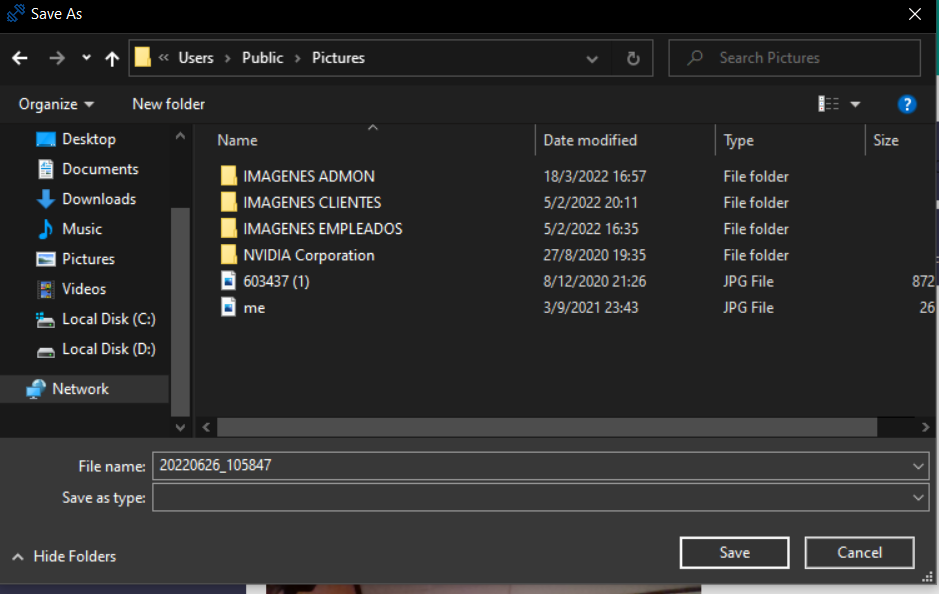 Save As
« Users > Public > Pictures
Search Pictures
Organize
New folder
?
Desktop
Documents
Downloads
Music
Pictures
Videos
Local Disk (C:)
Local Disk (D:)
Network
Name Date modified Type Size
IMAGENES ADMON 18/3/2022 16:57 File folder
IMAGENES CLIENTES 5/2/2022 20:11 File folder
IMAGENES EMPLEADOS 5/2/2022 16:35 File folder
NVIDIA Corporation 27/8/2020 19:35 File folder
603437 (1) 8/12/2020 21:26 JPG File 872
me 3/9/2021 23:43 JPG File 26
File name: 20220626_105847
Save as type:
Hide Folders
Save
Cancel